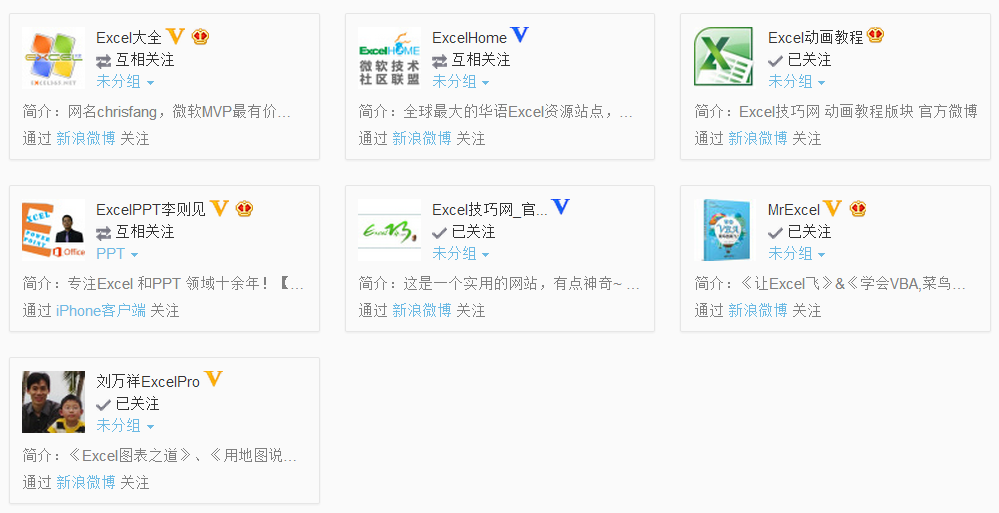 Excel大全
互相关注
未分组
简介：网名chrisfang，微软MVP最有价...
通过 新浪微博 关注
ExcelHome
ExcelHOME
微软技术
社区联盟
互相关注
未分组
简介：全球最大的华语Excel资源站点，...
通过 新浪微博 关注
Excel动画教程
已关注
未分组
简介：Excel技巧网 动画教程版块 官方微博
通过 新浪微博 关注
ExcelPPT李则见
互相关注
PPT
简介：专注Excel 和PPT 领域十余年！【...
通过 iPhone客户端 关注
Excel技巧网_官...
已关注
未分组
简介：这是一个实用的网站，有点神奇~ ...
通过 新浪微博 关注
MrExcel
已关注
未分组
简介：《让Excel飞》&《学会VBA,菜鸟...
通过 新浪微博 关注
刘万祥ExcelPro
已关注
未分组
简介：《Excel图表之道》、《用地图说...
通过 新浪微博 关注